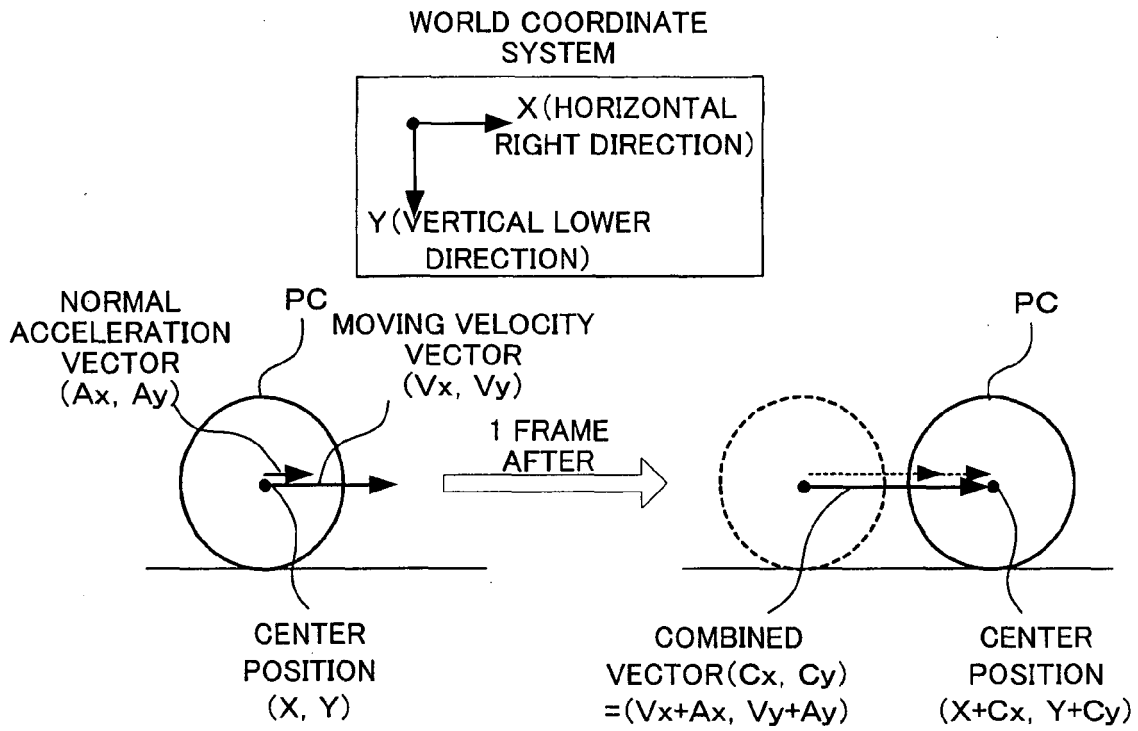 WORLD COORDINATE
SYSTEM
X(HORIZONTAL
RIGHT DIRECTION)
Y(VERTICAL LOWER
DIRECTION)
NORMAL
ACCELERATION
VECTOR
(Ax, Ay)
PC
MOVING VELOCITY
VECTOR
(Vx, Vy)
1 FRAME
AFTER
PC
CENTER
POSITION
(X, Y)
COMBINED
VECTOR(Cx, Cy)
=(Vx+Ax, Vy+Ay)
CENTER
POSITION
(X+Cx, Y+Cy)